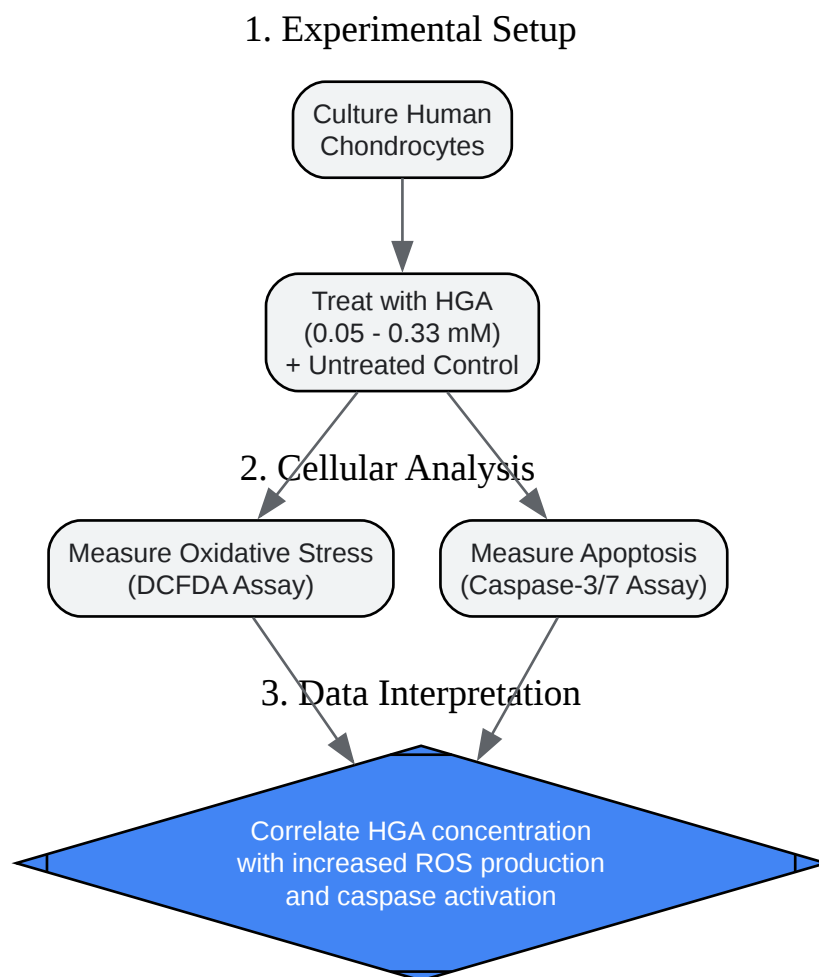 1. Experimental Setup
Culture Human
Chondrocytes
Treat with HGA
(0.05 - 0.33 mM)
+ Untreated Control
2. Cellular Analysis
Measure Oxidative Stress
(DCFDA Assay)
Measure Apoptosis
(Caspase-3/7 Assay)
3. Data Interpretation
Correlate HGA concentration
with increased ROS production
and caspase activation